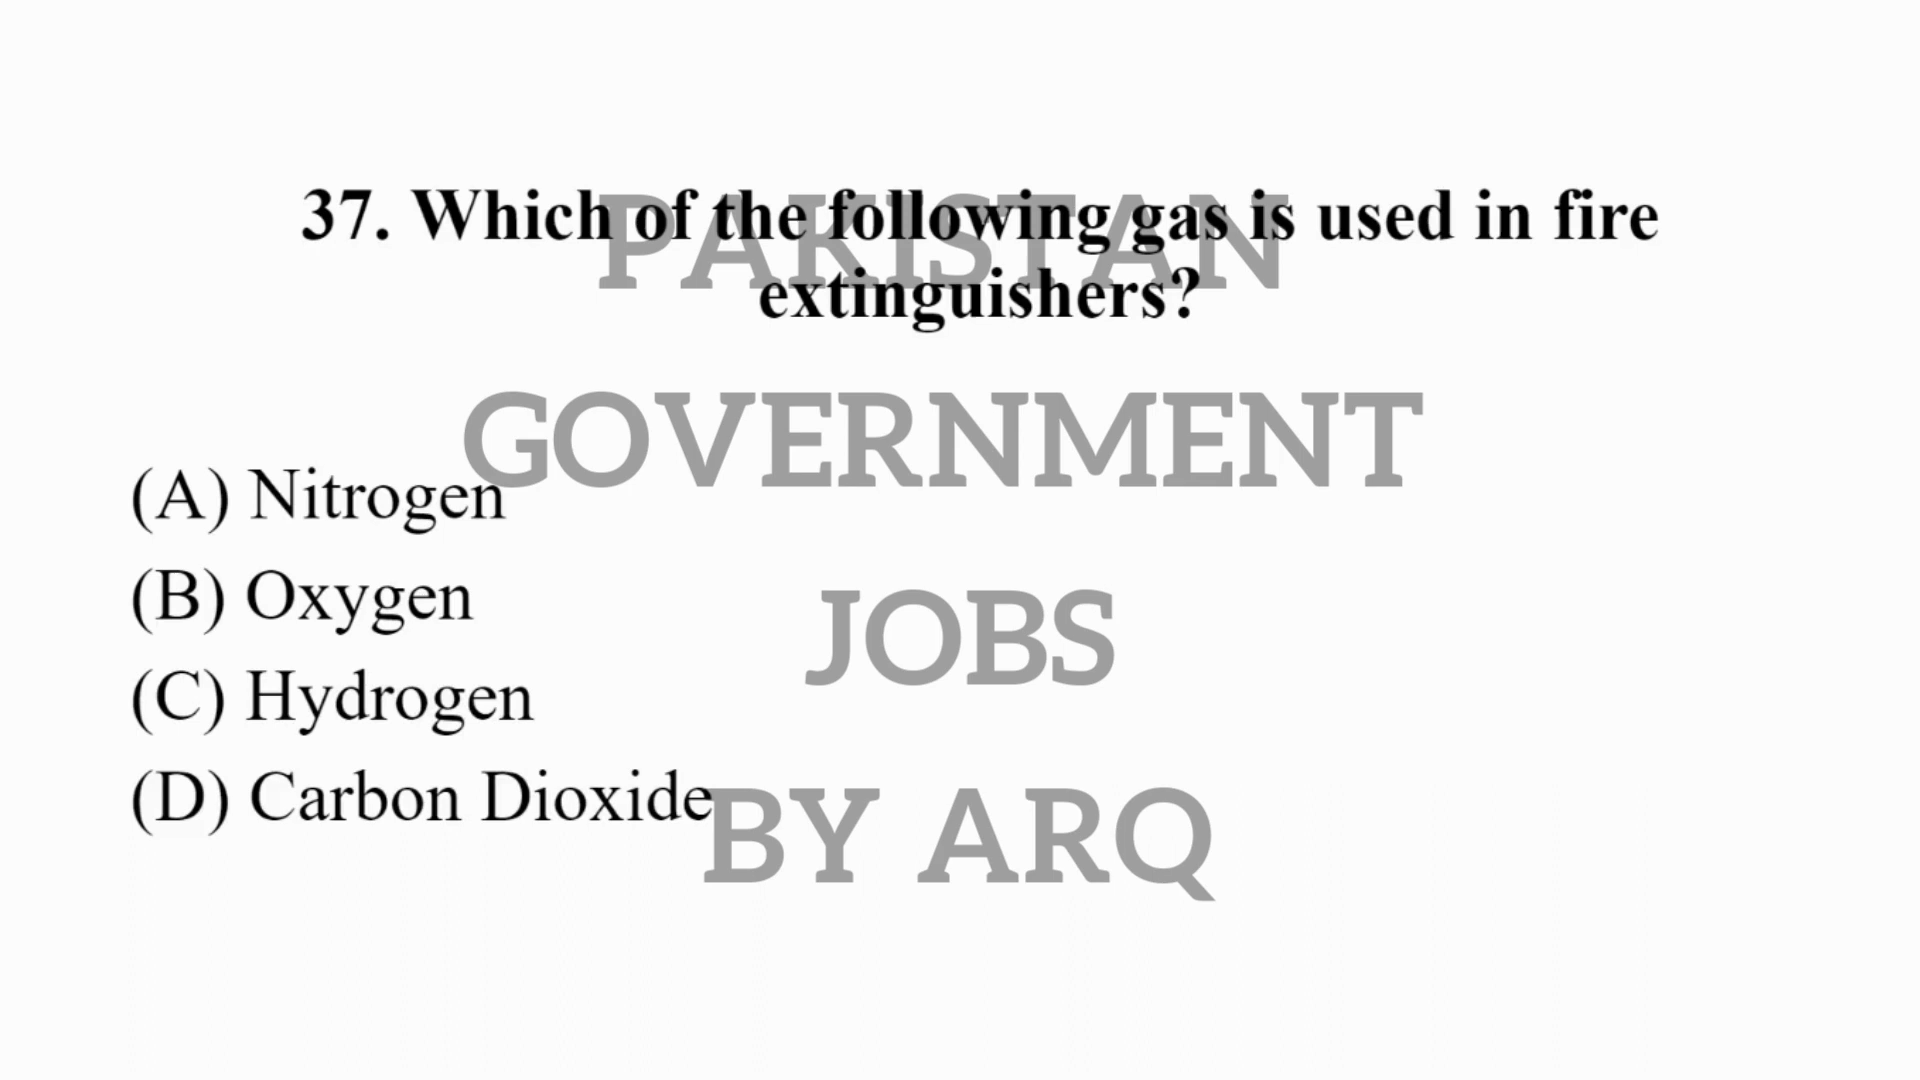 37. Which of the following gas is used in fire
extinguishers?
PAKISTAN
GOVERNMENT
JOBS
BY ARQ
(A) Nitrogen
(B) Oxygen
(C) Hydrogen
(D) Carbon Dioxide